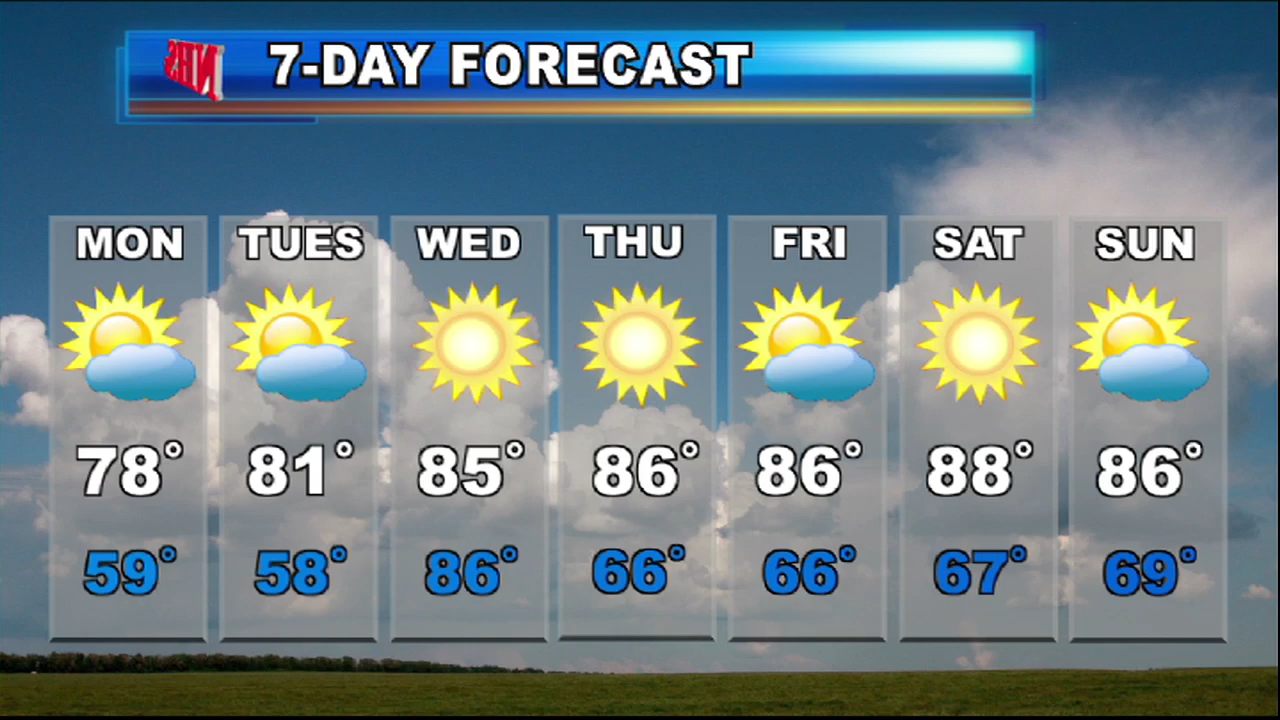 NHS
7-DAY FORECAST
MON TUES WED THU FRI SAT SUN
78° 81° 85° 86° 86° 88° 86°
59° 58° 86° 66° 66° 67° 69°